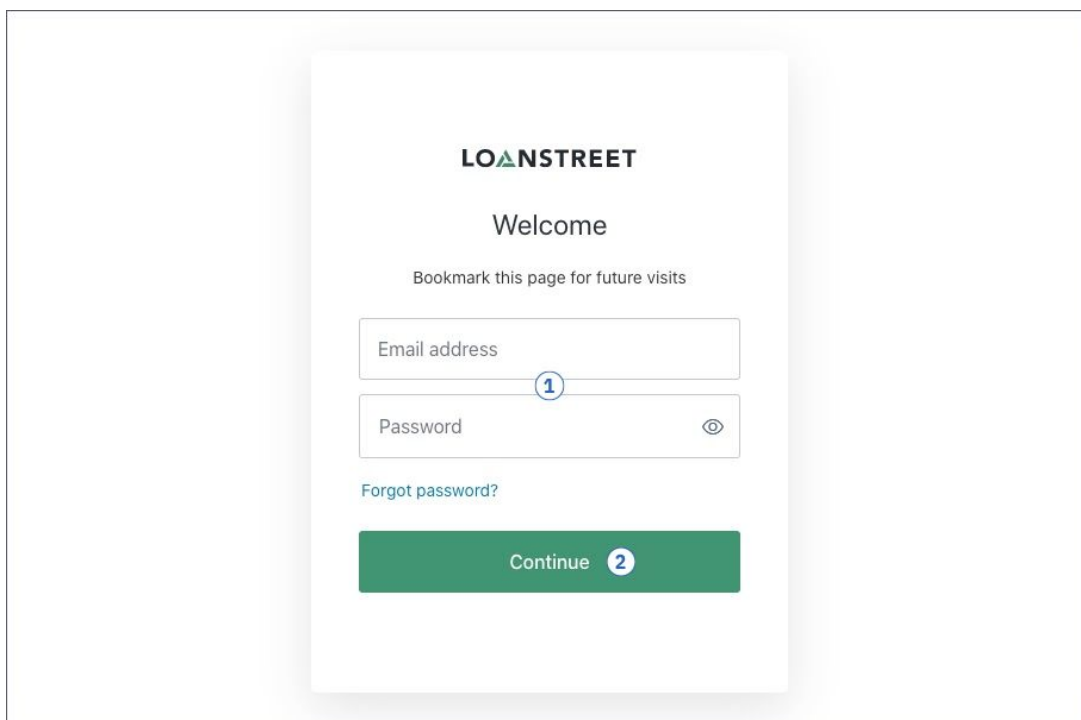 LOANSTREET
Welcome
Bookmark this page for future visits
Email address
1
Password
Forgot password?
Continue 2